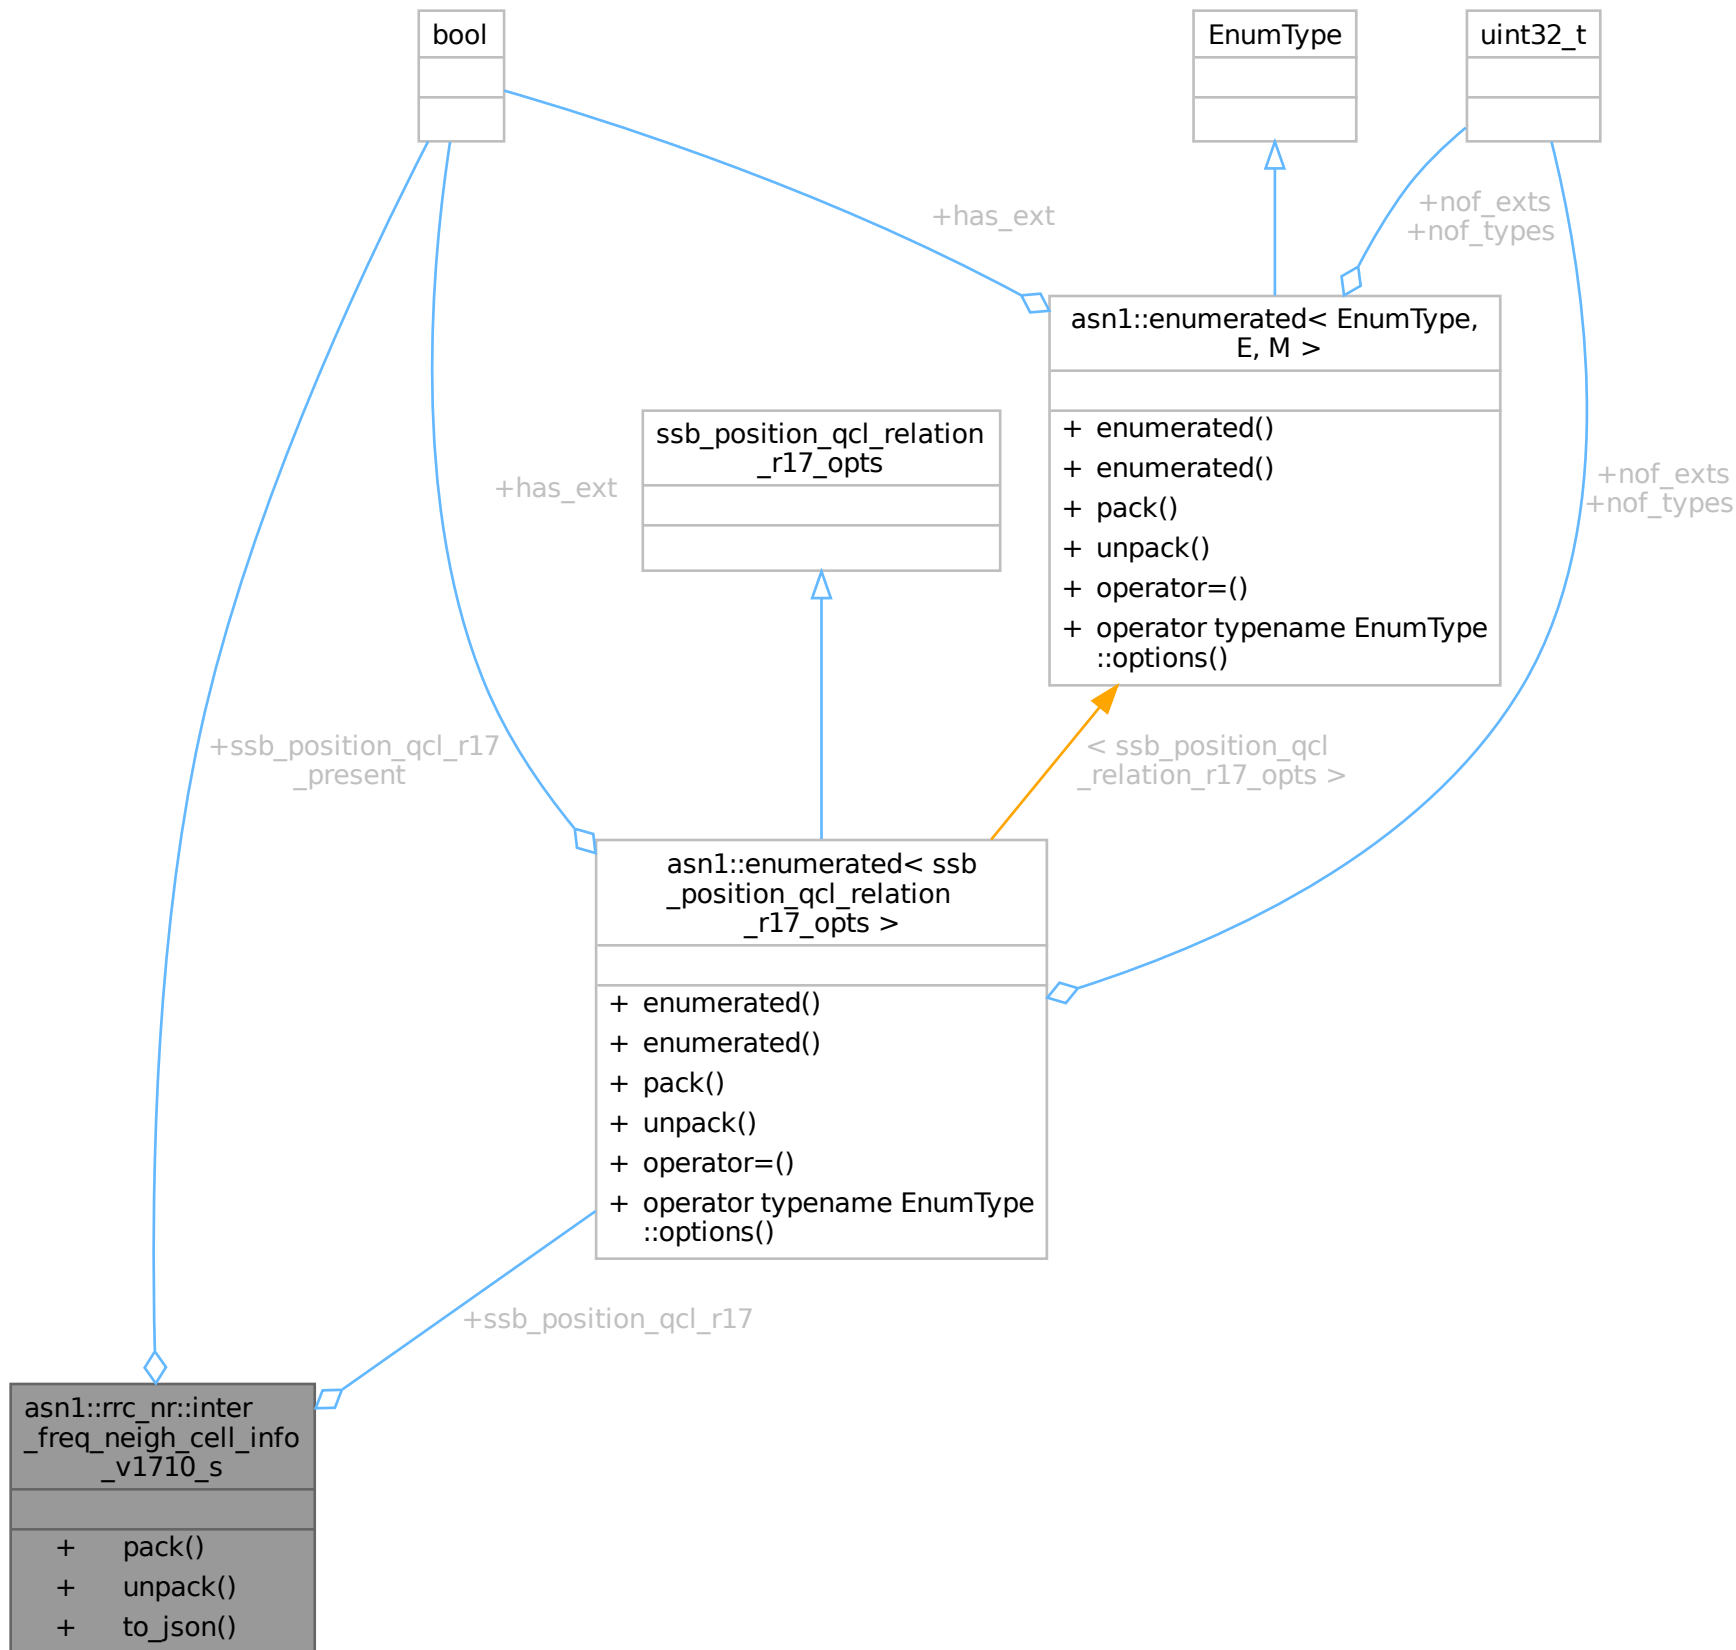 bool
EnumType
uint32_t
+has_ext
+nof_exts
+nof_types
asn1::enumerated< EnumType,
E, M >
+ enumerated()
+ enumerated()
+ pack()
+ unpack()
+ operator=()
+ operator typename EnumType
::options()
ssb_position_qcl_relation
_r17_opts
+has_ext
+nof_exts
+nof_types
+ssb_position_qcl_r17
_present
< ssb_position_qcl
_relation_r17_opts >
asn1::enumerated< ssb
_position_qcl_relation
_r17_opts >
+ enumerated()
+ enumerated()
+ pack()
+ unpack()
+ operator=()
+ operator typename EnumType
::options()
+ssb_position_qcl_r17
asn1::rrc_nr::inter
_freq_neigh_cell_info
_v1710_s
+ pack()
+ unpack()
+ to_json()